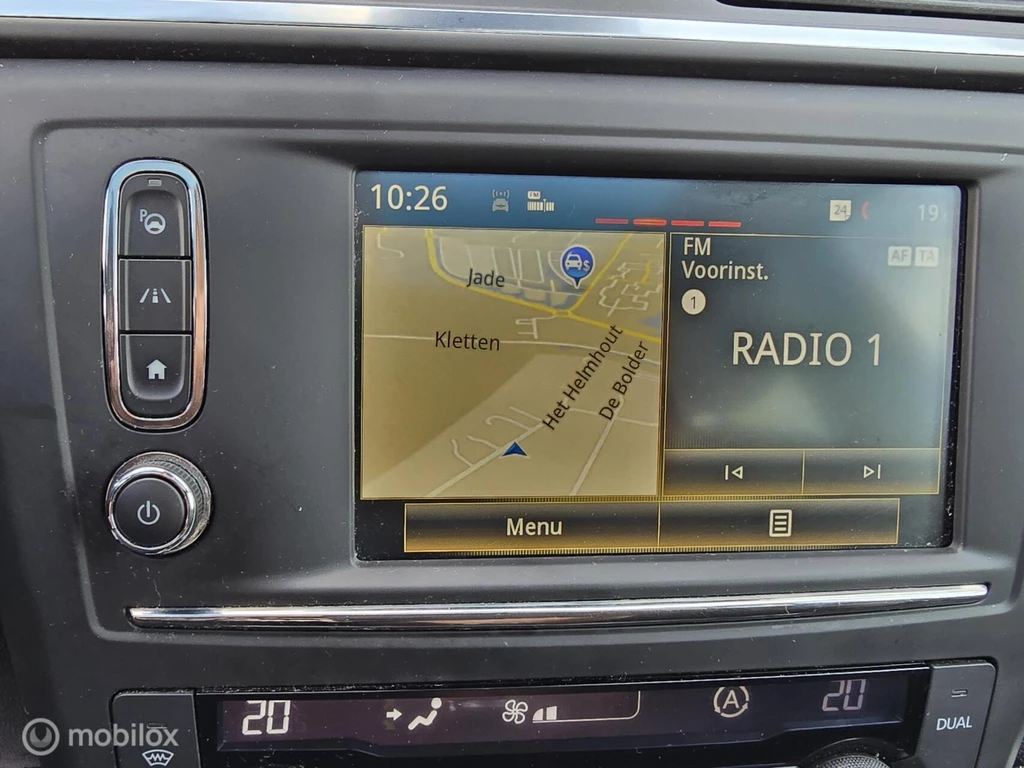 10:26
FM
24
19
Jade
Kletten
Het Helmhout
De Bolder
FM
Voorinst.
AF TA
1
RADIO 1
Menu
P
20
A
20
DUAL
mobilox